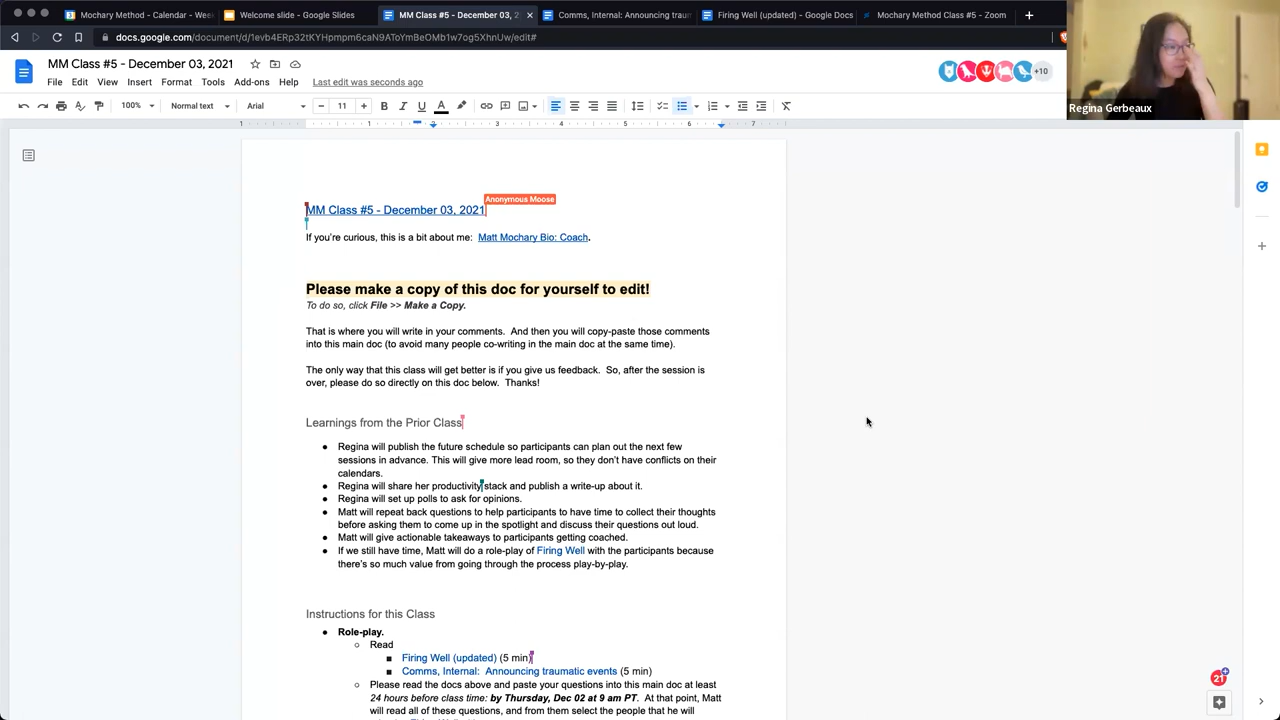 Mochary Method - Calendar - Wee
Welcome slide - Google Slides
MM Class #5 - December 03, 2021
Comms, Internal: Announcing traum
Firing Well (updated) - Google Docs
Mochary Method Class #5 - Zoom
docs.google.com/document/d/1evb4ERp32tKYHpmpm6caN9AToYmBeOMb1w7og5XhnUw/edit#
MM Class #5 - December 03, 2021
File Edit View Insert Format Tools Add-ons Help Last edit was seconds ago
+10
Regina Gerbeaux
100% Normal text Arial 11
1 1 2 3 4 5 6 7
Anonymous Moose
MM Class #5 - December 03, 2021
If you're curious, this is a bit about me: Matt Mochary Bio: Coach.
Please make a copy of this doc for yourself to edit!
To do so, click File >> Make a Copy.
That is where you will write in your comments. And then you will copy-paste those comments
into this main doc (to avoid many people co-writing in the main doc at the same time).
The only way that this class will get better is if you give us feedback. So, after the session is
over, please do so directly on this doc below. Thanks!
Learnings from the Prior Class
● Regina will publish the future schedule so participants can plan out the next few
sessions in advance. This will give more lead room, so they don't have conflicts on their
calendars.
● Regina will share her productivity stack and publish a write-up about it.
● Regina will set up polls to ask for opinions.
● Matt will repeat back questions to help participants to have time to collect their thoughts
before asking them to come up in the spotlight and discuss their questions out loud.
● Matt will give actionable takeaways to participants getting coached.
● If we still have time, Matt will do a role-play of Firing Well with the participants because
there's so much value from going through the process play-by-play.
Instructions for this Class
● Role-play.
○ Read
■ Firing Well (updated) (5 min)
■ Comms, Internal: Announcing traumatic events (5 min)
○ Please read the docs above and paste your questions into this main doc at least
24 hours before class time: by Thursday, Dec 02 at 9 am PT. At that point, Matt
will read all of these questions, and from them select the people that he will
21